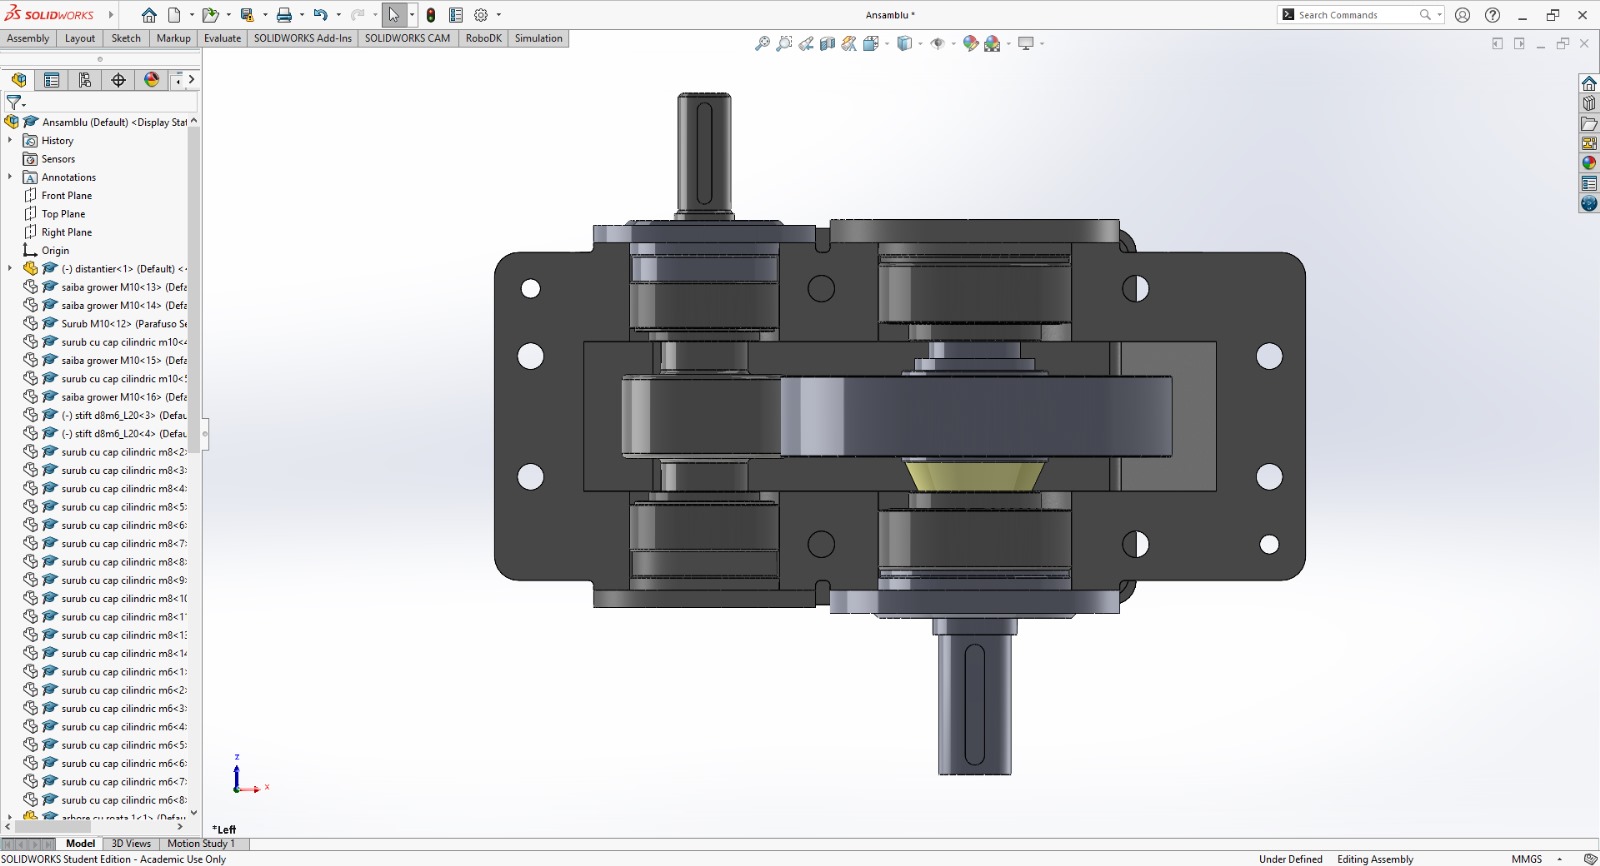 SOLIDWORKS
Ansamblu *
Search Commands
Assembly
Layout
Sketch
Markup
Evaluate
SOLIDWORKS Add-Ins
SOLIDWORKS CAM
RoboDK
Simulation
Ansamblu (Default) <Display Stat
History
Sensors
Annotations
Front Plane
Top Plane
Right Plane
Origin
(-) distantier<1> (Default) <
saiba grower M10<13> (Defa
saiba grower M10<14> (Defa
Surub M10<12> (Parafuso Se
surub cu cap cilindric m10<4
saiba grower M10<15> (Defa
surub cu cap cilindric m10<5
saiba grower M10<16> (Defa
(-) stift d8m6_L20<3> (Defau
(-) stift d8m6_L20<4> (Defau
surub cu cap cilindric m8<2>
surub cu cap cilindric m8<3>
surub cu cap cilindric m8<4>
surub cu cap cilindric m8<5>
surub cu cap cilindric m8<6>
surub cu cap cilindric m8<7>
surub cu cap cilindric m8<8>
surub cu cap cilindric m8<9>
surub cu cap cilindric m8<10
surub cu cap cilindric m8<11
surub cu cap cilindric m8<13
surub cu cap cilindric m8<14
surub cu cap cilindric m6<1>
surub cu cap cilindric m6<2>
surub cu cap cilindric m6<3>
surub cu cap cilindric m6<4>
surub cu cap cilindric m6<5>
surub cu cap cilindric m6<6>
surub cu cap cilindric m6<7>
surub cu cap cilindric m6<8>
arbore cu roata 1<1> (Defau
z
x
*Left
Model
3D Views
Motion Study 1
SOLIDWORKS Student Edition - Academic Use Only
Under Defined
Editing Assembly
MMGS